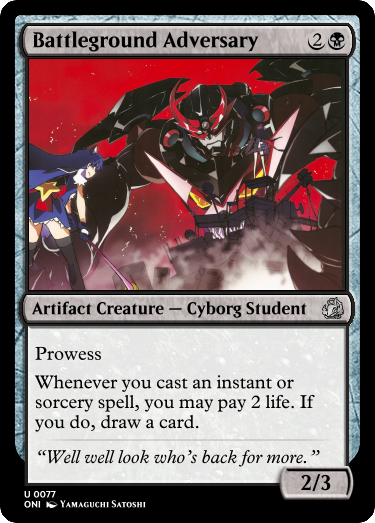 Battleground Adversary 2
Artifact Creature — Cyborg Student
Prowess
Whenever you cast an instant or
sorcery spell, you may pay 2 life. If
you do, draw a card.
“Well well look who’s back for more.”
2/3
U 0077
ONI Yamaguchi Satoshi